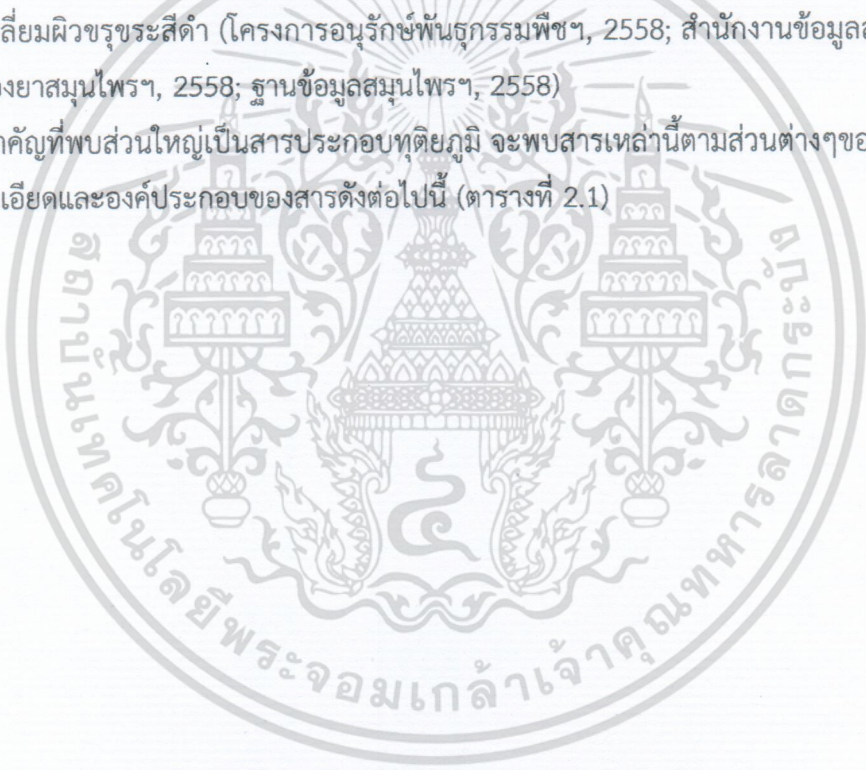 ลี่ยมผิวขรุขระสีดำ (โครงการอนุรักษ์พันธุกรรมพืชฯ, 2558; สำนักงานข้อมูลส
งยาสมุนไพรฯ, 2558; ฐานข้อมูลสมุนไพรฯ, 2558)
ำคัญที่พบส่วนใหญ่เป็นสารประกอบทุติยภูมิ จะพบสารเหล่านี้ตามส่วนต่างๆขอ
เอียดและองค์ประกอบของสารดังต่อไปนี้ (ตารางที่ 2.1)
สถาบันเทคโนโลยีพระจอมเกล้าเจ้าคุณทหารลาดกระบัง
๔